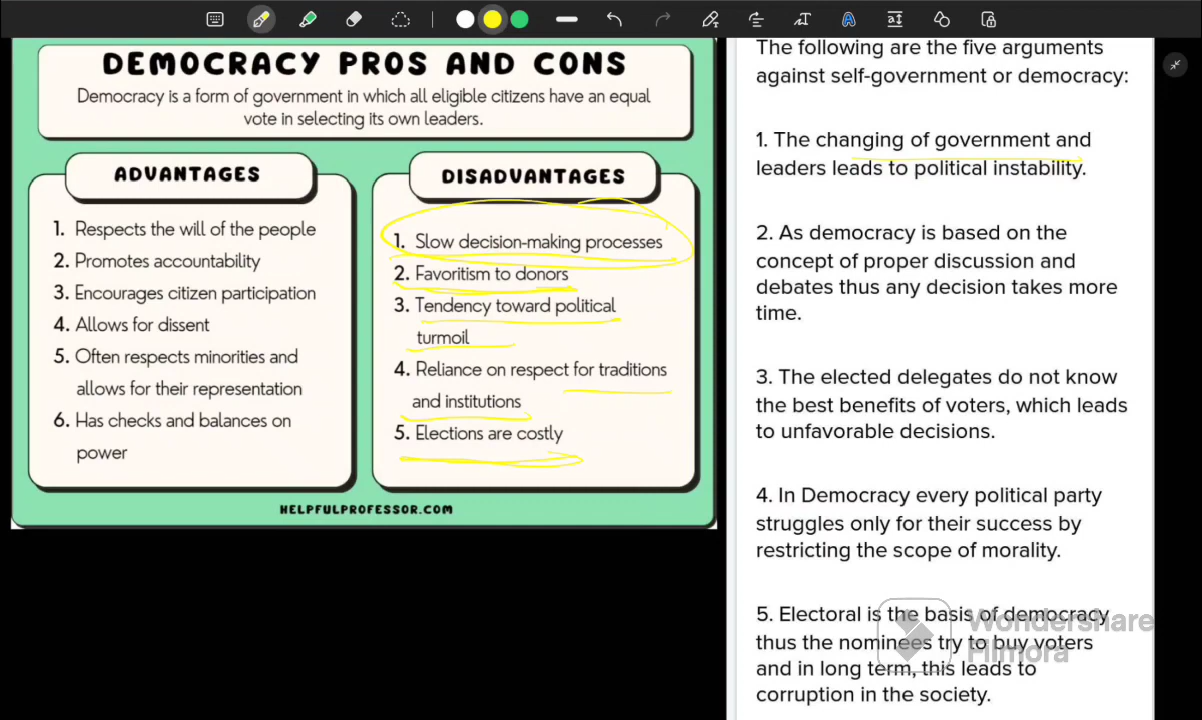 DEMOCRACY PROS AND CONS
Democracy is a form of government in which all eligible citizens have an equal
vote in selecting its own leaders.
ADVANTAGES
1. Respects the will of the people
2. Promotes accountability
3. Encourages citizen participation
4. Allows for dissent
5. Often respects minorities and
allows for their representation
6. Has checks and balances on
power
DISADVANTAGES
1. Slow decision-making processes
2. Favoritism to donors
3. Tendency toward political
turmoil
4. Reliance on respect for traditions
and institutions
5. Elections are costly
HELPFULPROFESSOR.COM
The following are the five arguments
against self-government or democracy:
1. The changing of government and
leaders leads to political instability.
2. As democracy is based on the
concept of proper discussion and
debates thus any decision takes more
time.
3. The elected delegates do not know
the best benefits of voters, which leads
to unfavorable decisions.
4. In Democracy every political party
struggles only for their success by
restricting the scope of morality.
5. Electoral is the basis of democracy
thus the nominees try to buy voters
and in long term, this leads to
corruption in the society.
Wondershare
Filmora